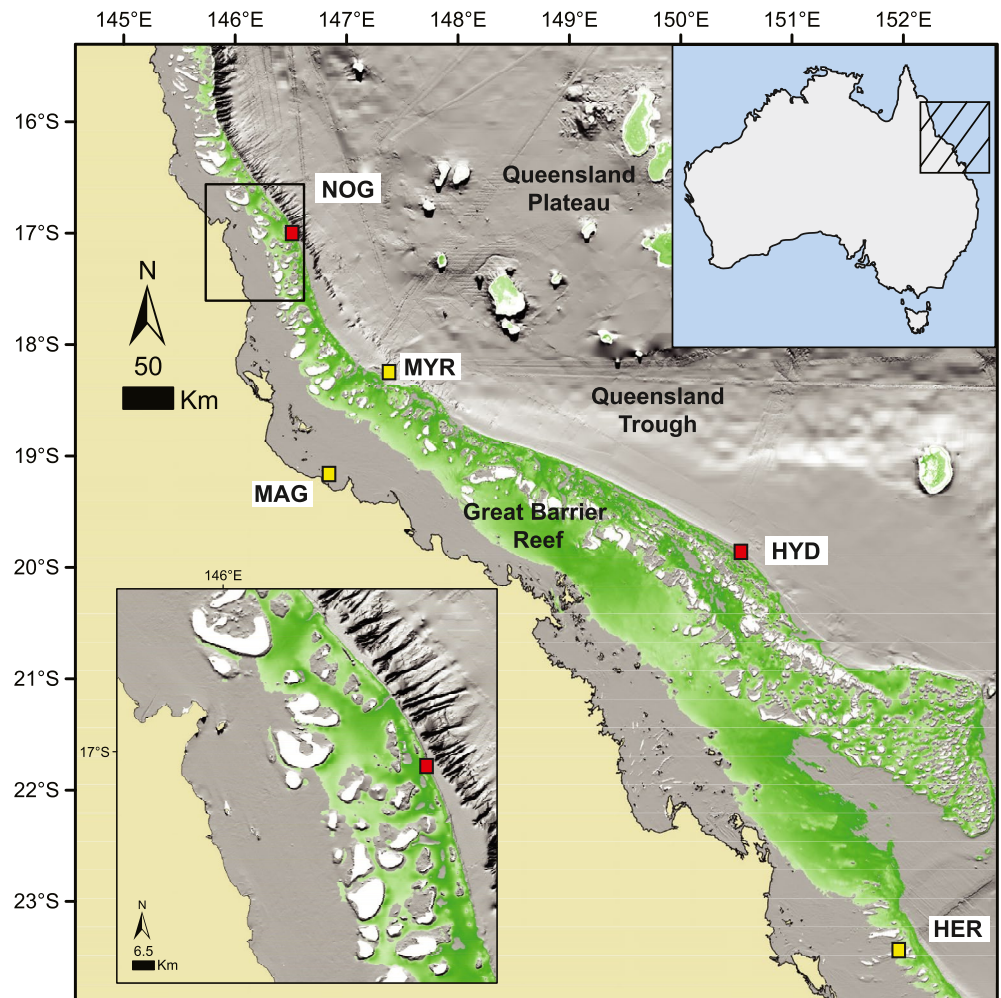 145°E 146°E 147°E 148°E 149°E 150°E 151°E 152°E
16°S
17°S
18°S
19°S
20°S
21°S
22°S
23°S
NOG
Queensland
Plateau
N
50
Km
MYR
Queensland
Trough
MAG
Great Barrier
Reef
HYD
146°E
17°S
N
6.5
Km
HER